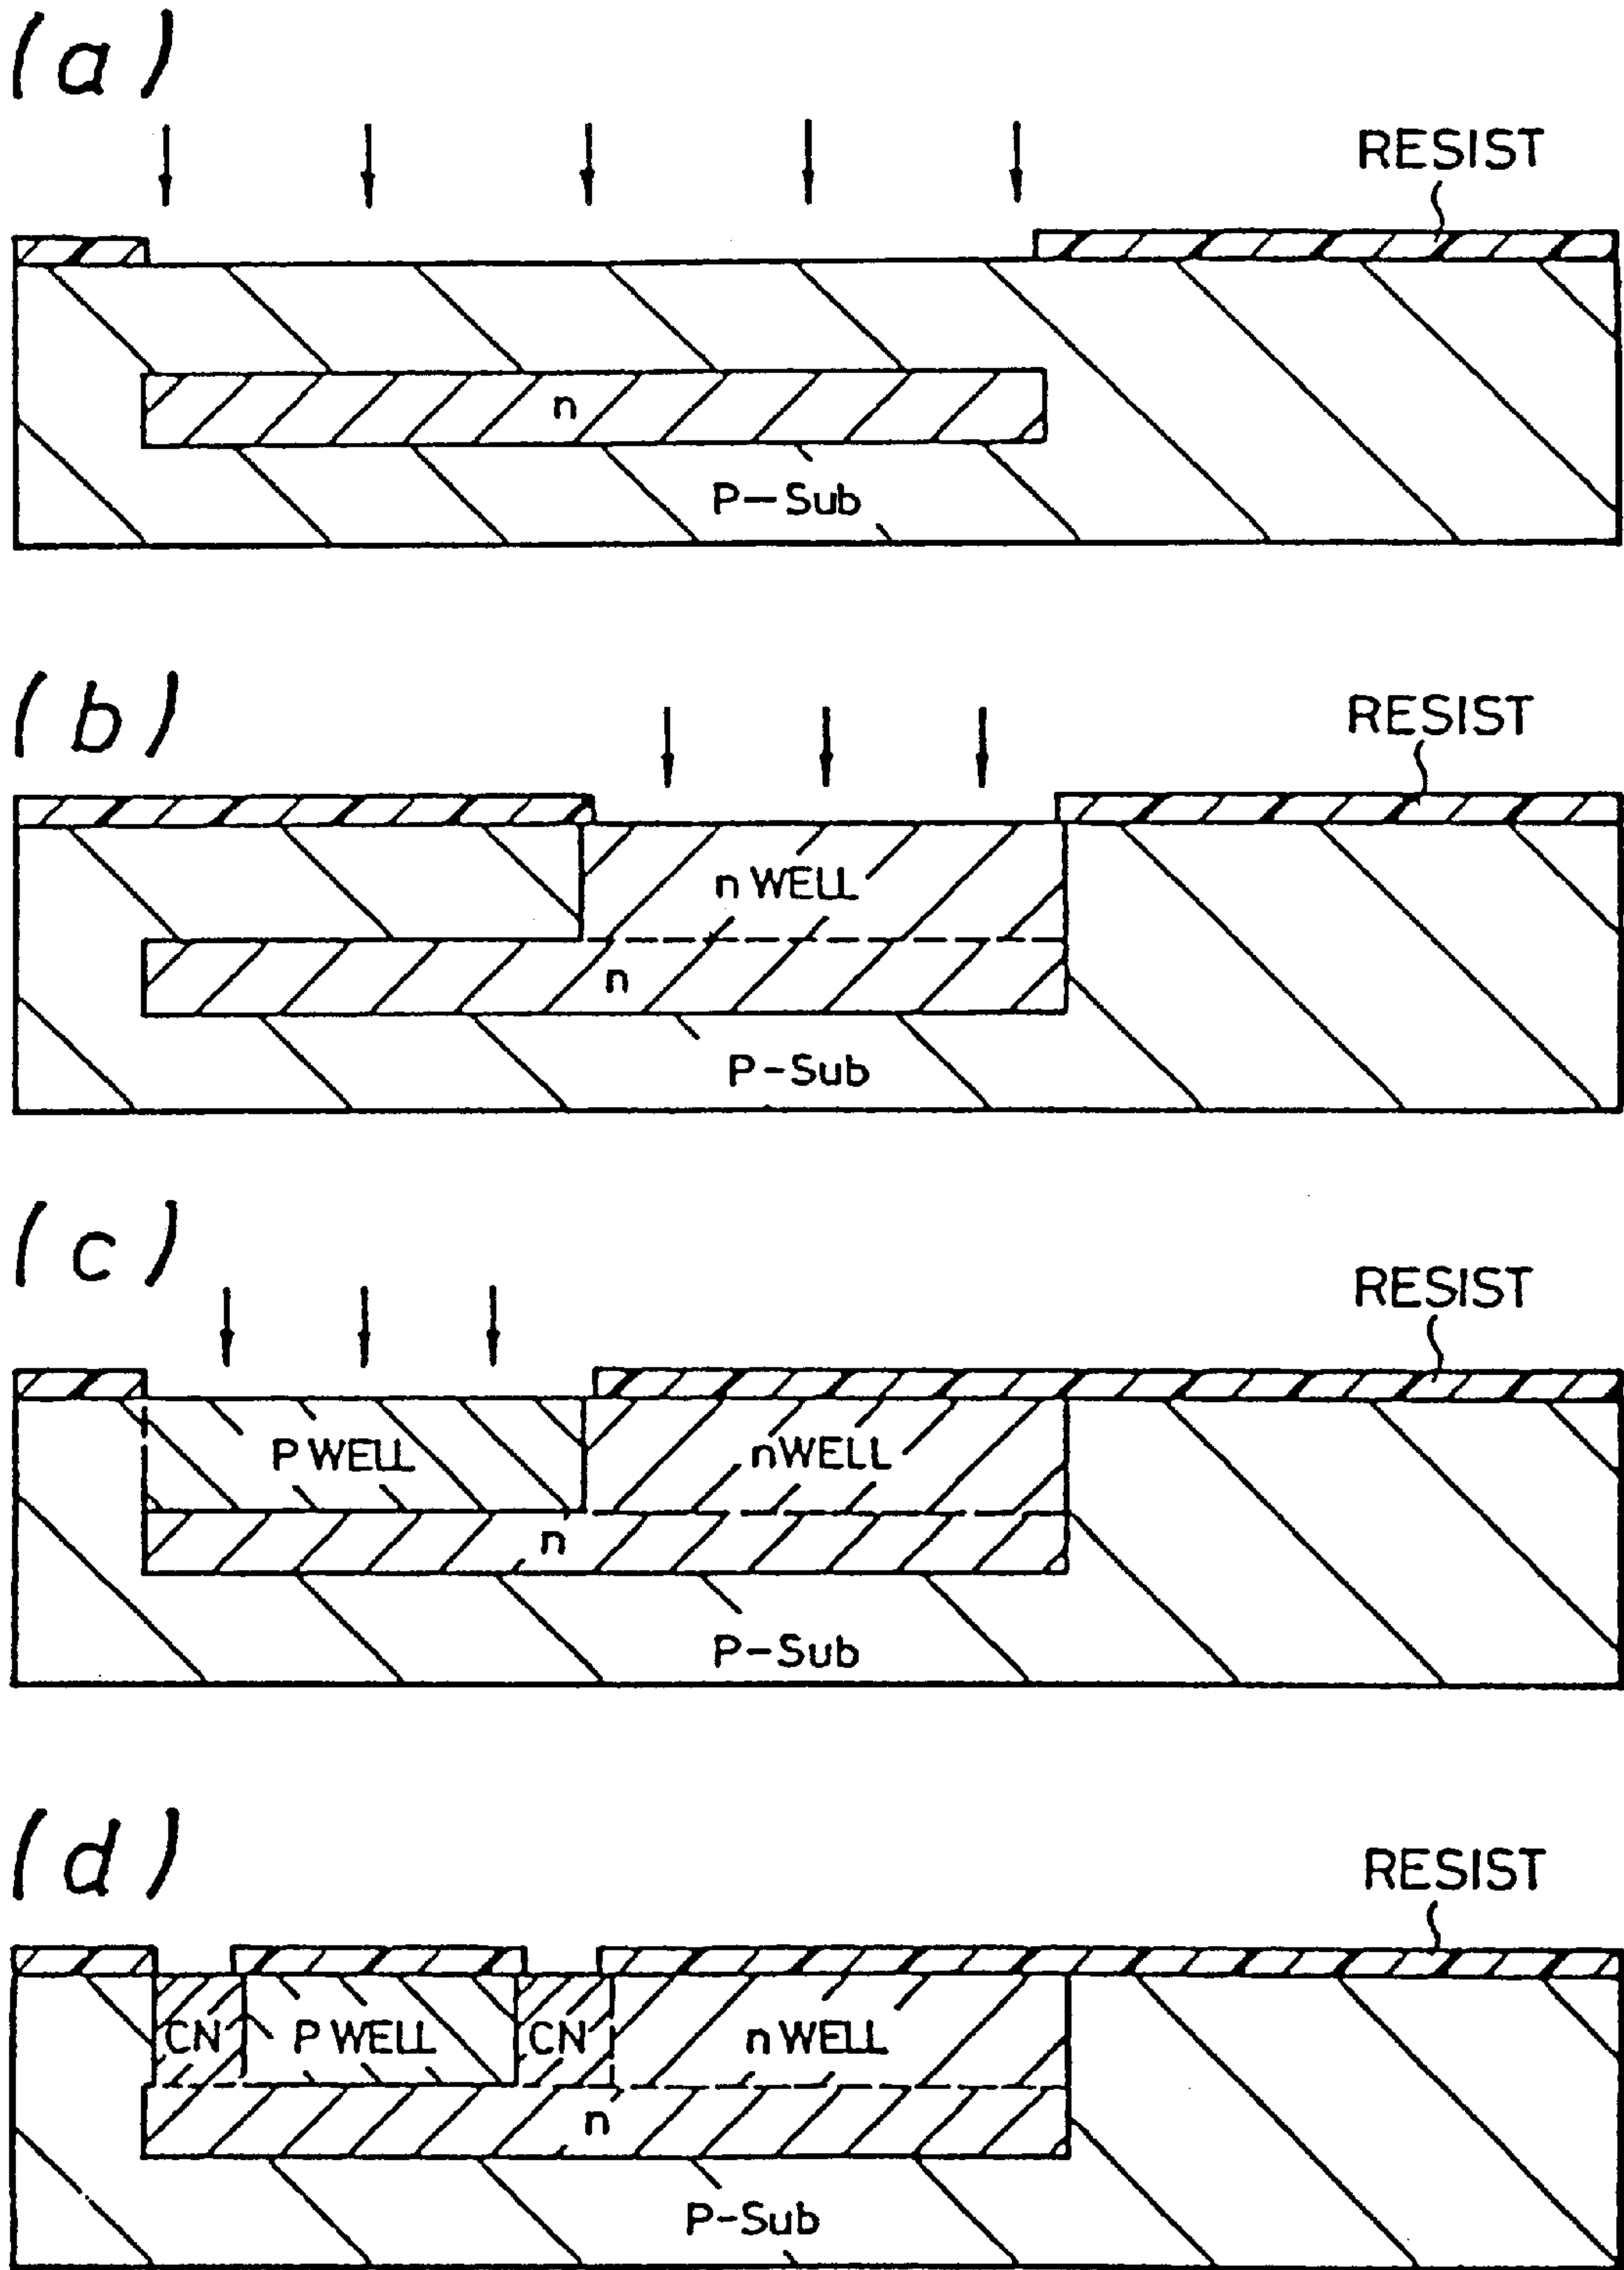 (a)
RESIST
n
P-Sub
(b)
RESIST
n WELL
n
P-Sub
(c)
RESIST
P WELL
nWELL
n
P-Sub
(d)
RESIST
CN
P WELL
CN
n WELL
n
P-Sub